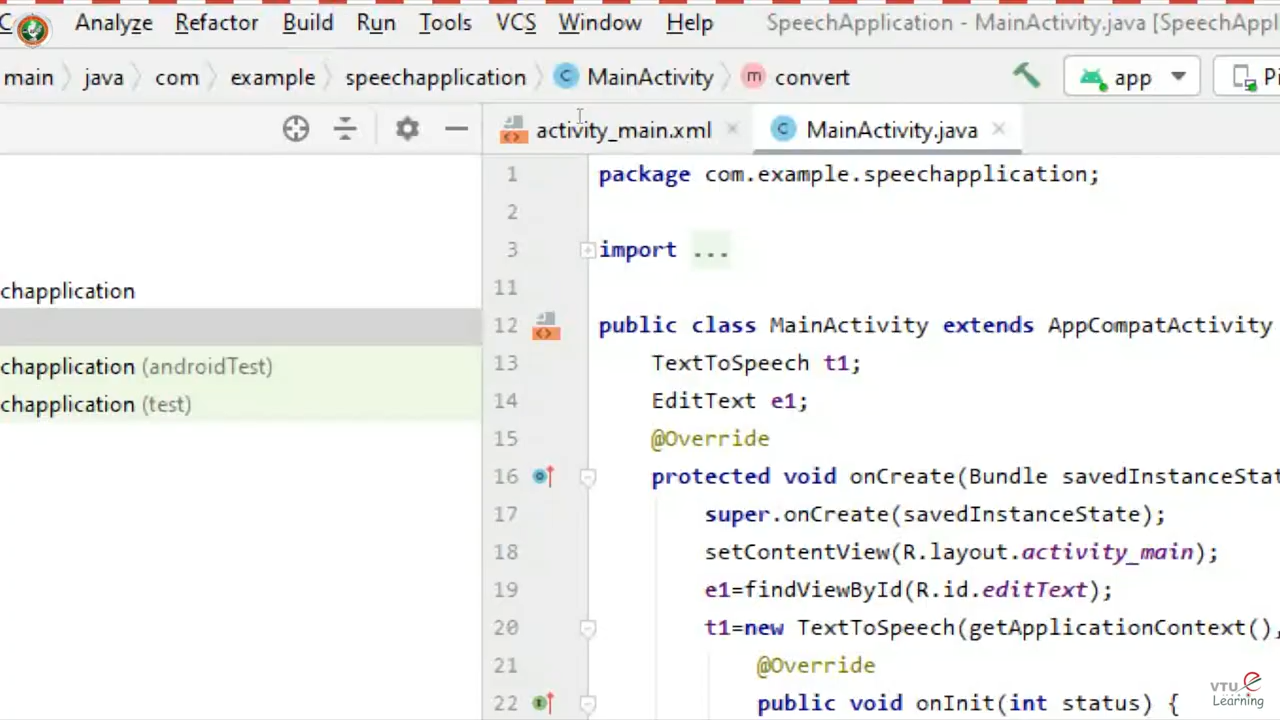 Analyze Refactor Build Run Tools VCS Window Help SpeechApplication - MainActivity.java [SpeechAppl
main java com example speechapplication C MainActivity m convert app
activity_main.xml C MainActivity.java
chapplication
chapplication (androidTest)
chapplication (test)
1 package com.example.speechapplication;
2
3 import ...
11
12 public class MainActivity extends AppCompatActivity
13 TextToSpeech t1;
14 EditText e1;
15 @Override
16 protected void onCreate(Bundle savedInstanceStat
17 super.onCreate(savedInstanceState);
18 setContentView(R.layout.activity_main);
19 e1=findViewById(R.id.editText);
20 t1=new TextToSpeech(getApplicationContext(),
21 @Override
22 public void onInit(int status) {
VTU e
Learning